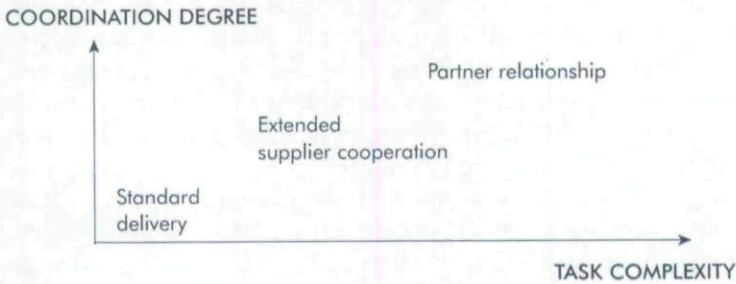 COORDINATION DEGREE
Partner relationship
Extended
supplier cooperation
Standard
delivery
TASK COMPLEXITY